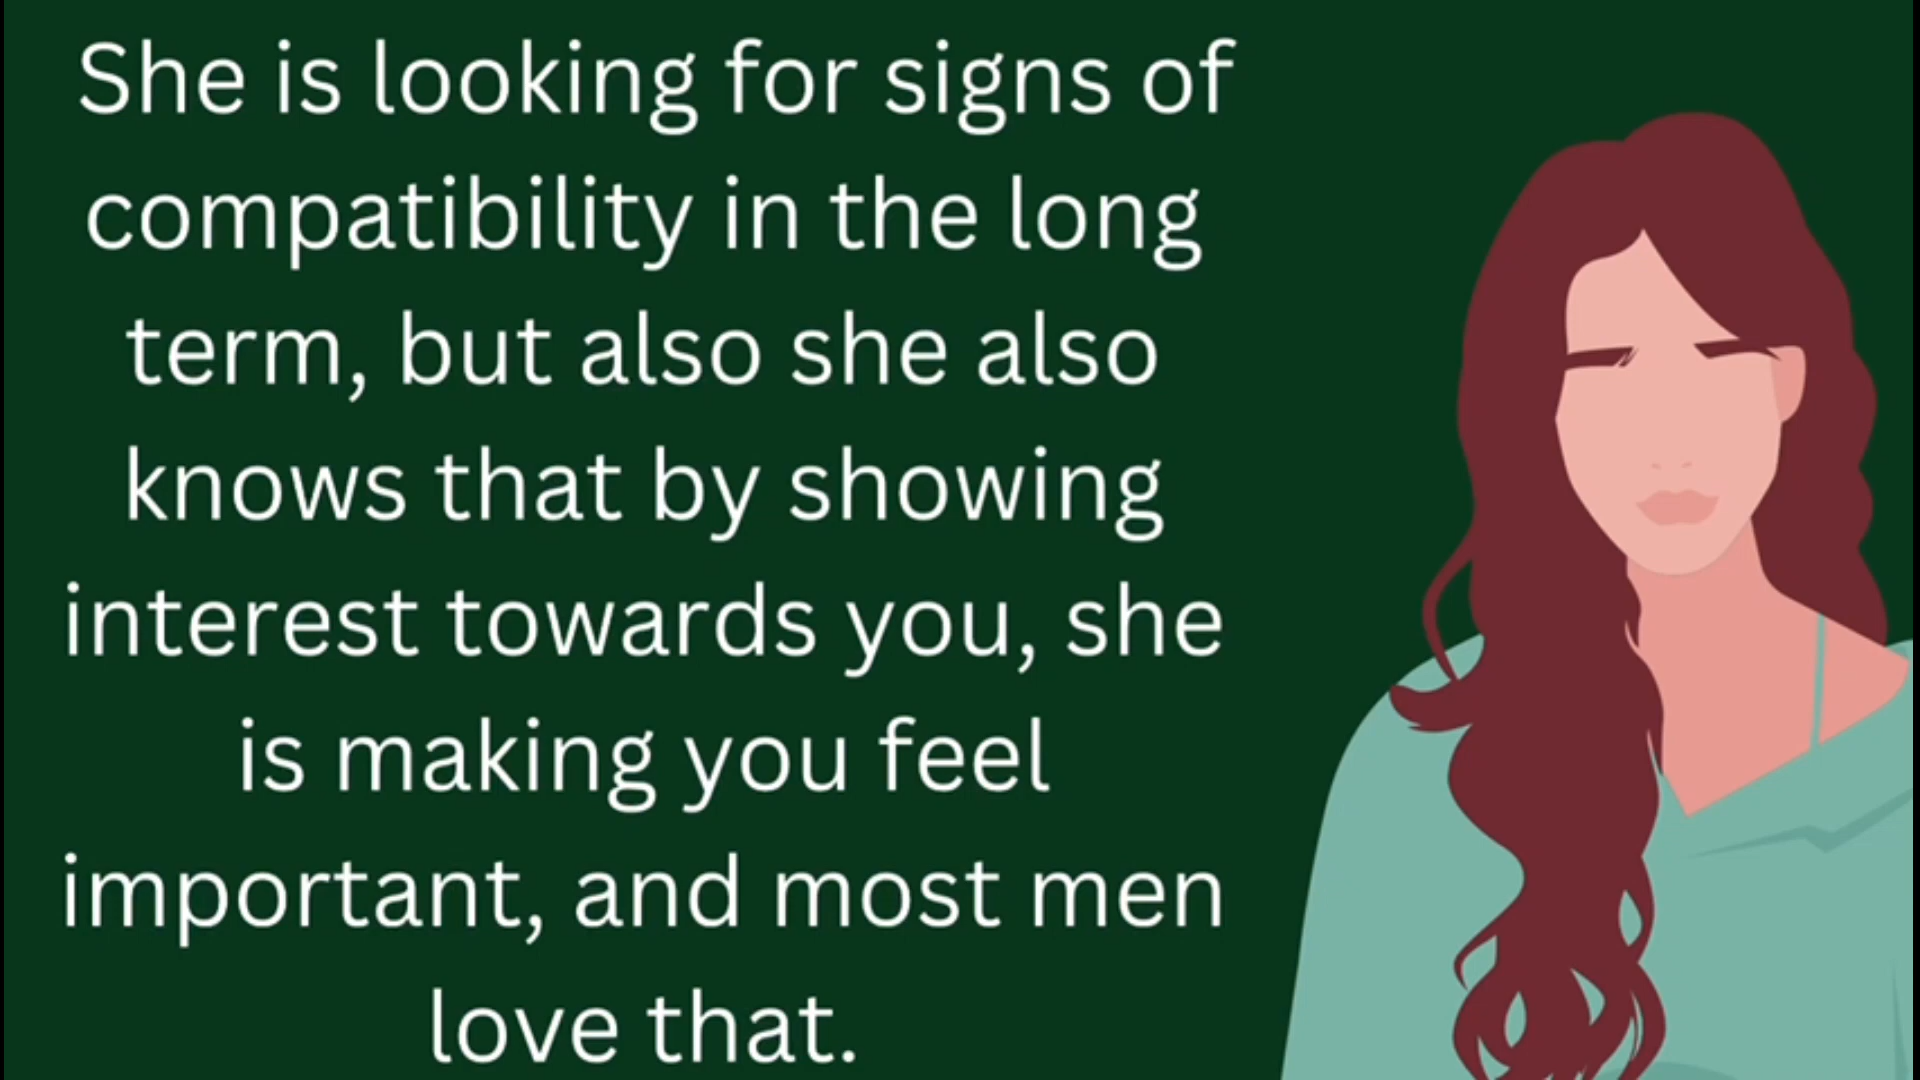 She is looking for signs of
compatibility in the long
term, but also she also
knows that by showing
interest towards you, she
is making you feel
important, and most men
love that.